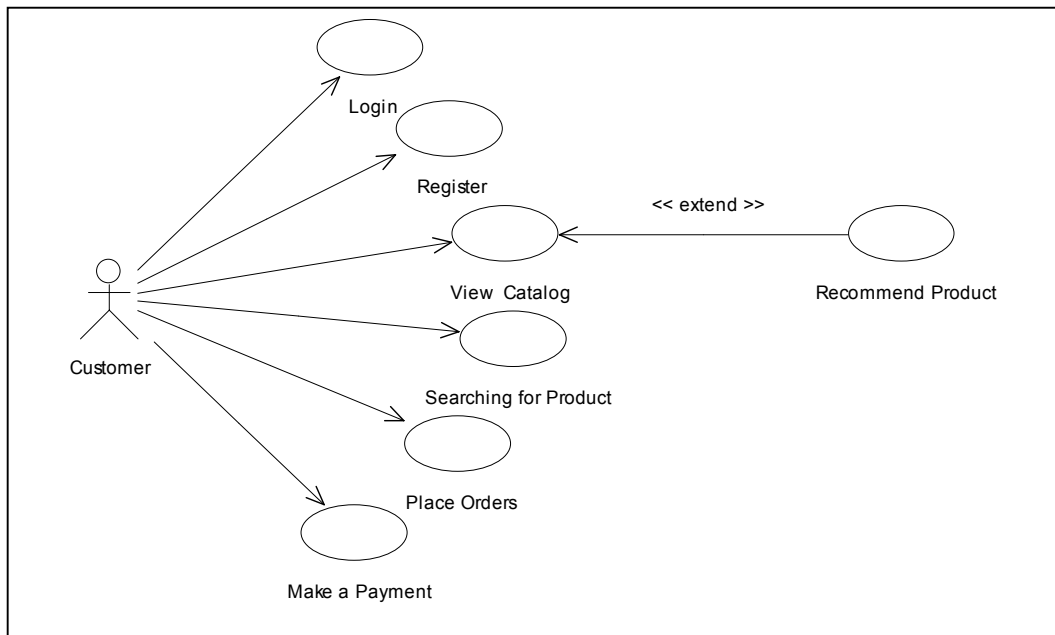 Login
Register
<< extend >>
View Catalog
Recommend Product
Customer
Searching for Product
Place Orders
Make a Payment